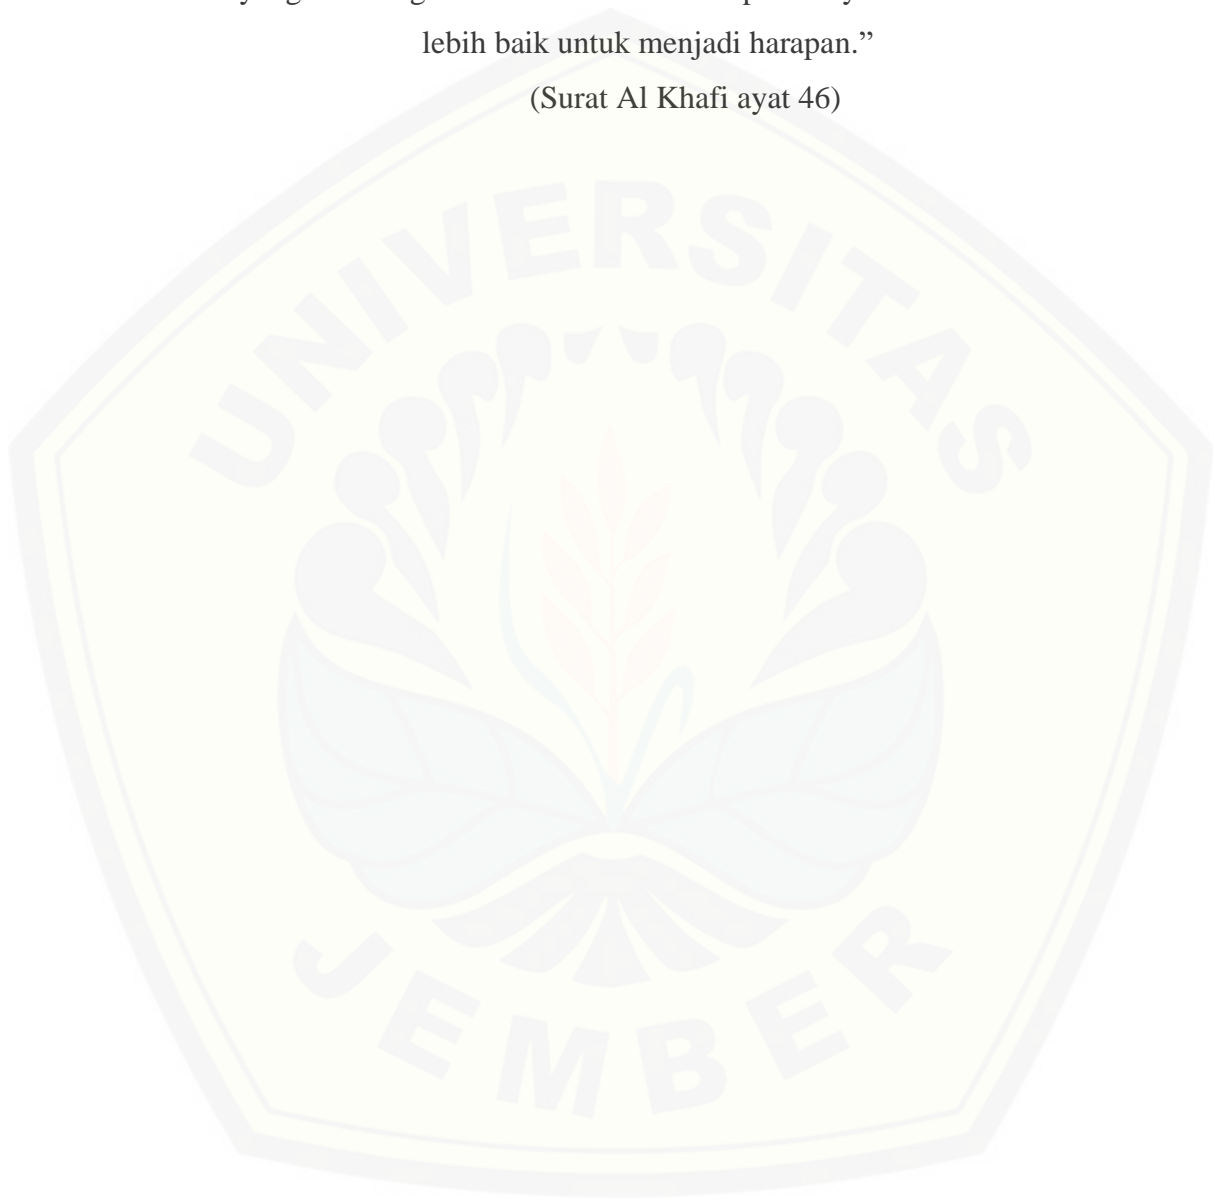 lebih baik untuk menjadi harapan.”
(Surat Al Khafi ayat 46)
UNIVERSITAS
JEMBER